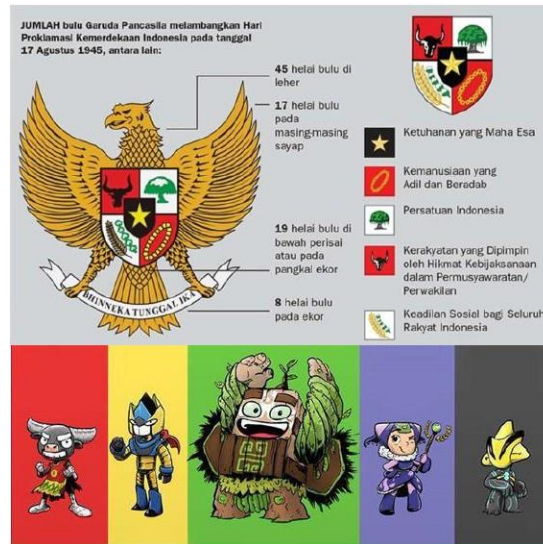 JUMLAH bulu Garuda Pancasila melambangkan Hari
Proklamasi Kemerdekaan Indonesia pada tanggal
17 Agustus 1945, antara lain:
45 helai bulu di
leher
17 helai bulu
pada
masing-masing
sayap
19 helai bulu di
bawah perisai
atau pada
pangkal ekor
8 helai bulu
pada ekor
BHINNEKA TUNGGAL IKA
Ketuhanan yang Maha Esa
Kemanusiaan yang
Adil dan Beradab
Persatuan Indonesia
Kerakyatan yang Dipimpin
oleh Hikmat Kebijaksanaan
dalam Permusyawaratan/
Perwakilan
Keadilan Sosial bagi Seluruh
Rakyat Indonesia